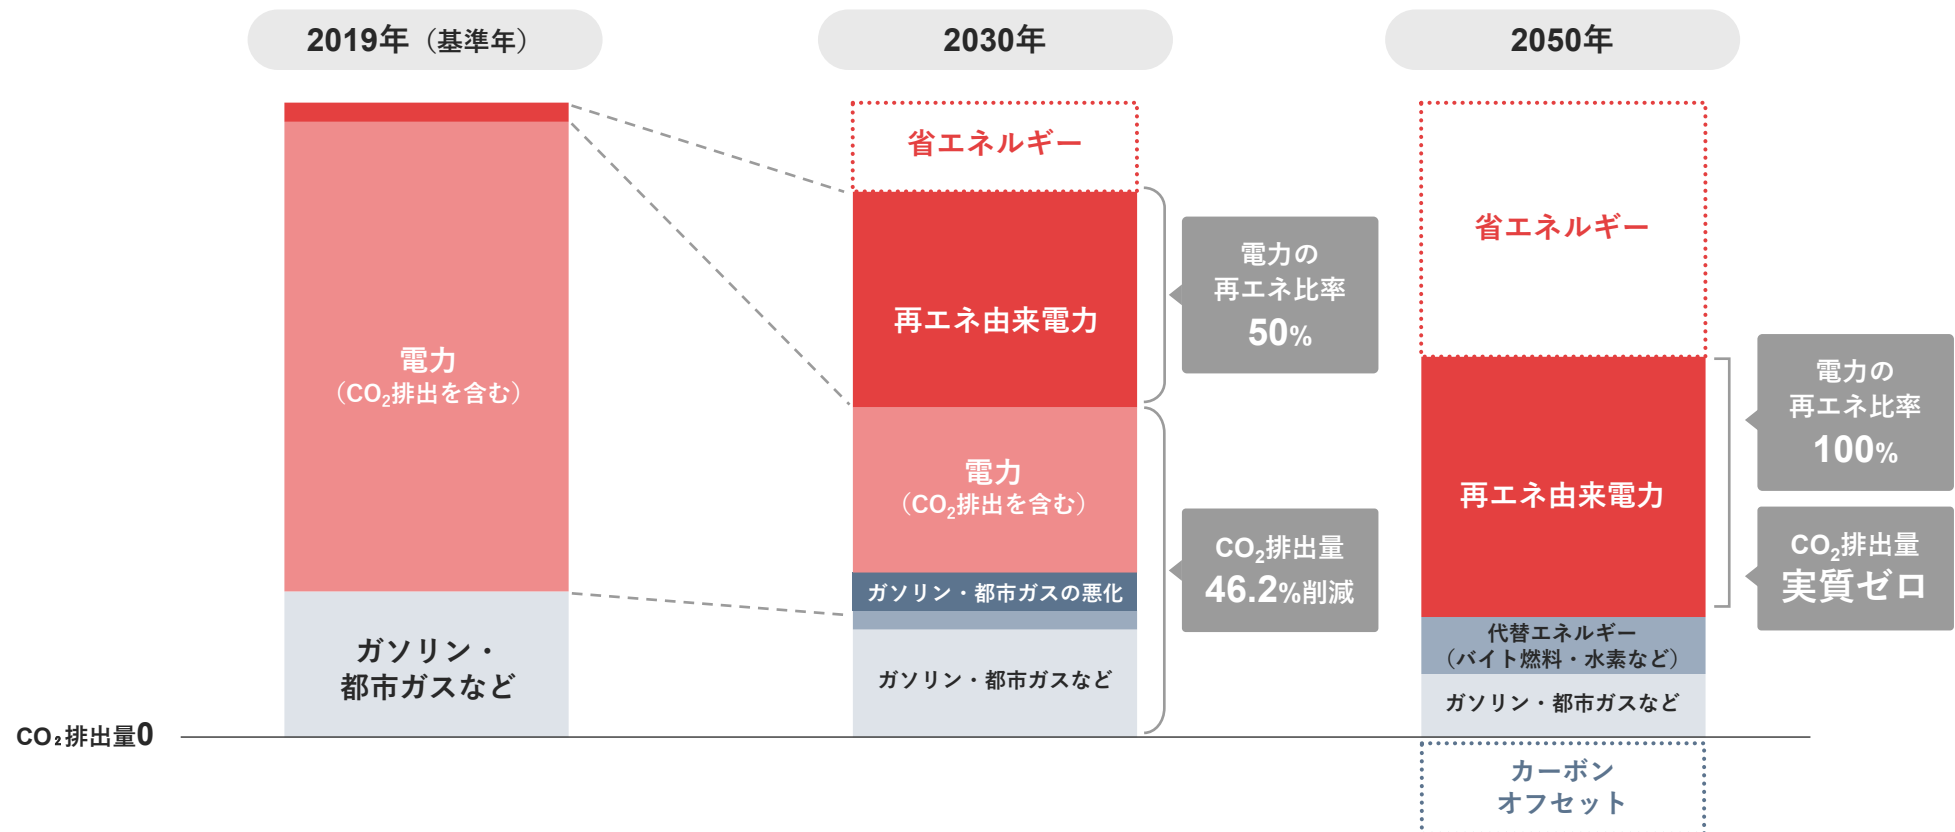 2019年（基準年）
電力
（CO₂排出を含む）
ガソリン・
都市ガスなど
2030年
省エネルギー
再エネ由来電力
電力
（CO₂排出を含む）
ガソリン・都市ガスの悪化
ガソリン・都市ガスなど
電力の
再エネ比率
50%
CO₂排出量
46.2%削減
2050年
省エネルギー
再エネ由来電力
代替エネルギー
（バイト燃料・水素など）
ガソリン・都市ガスなど
カーボン
オフセット
電力の
再エネ比率
100%
CO₂排出量
実質ゼロ
CO₂排出量0